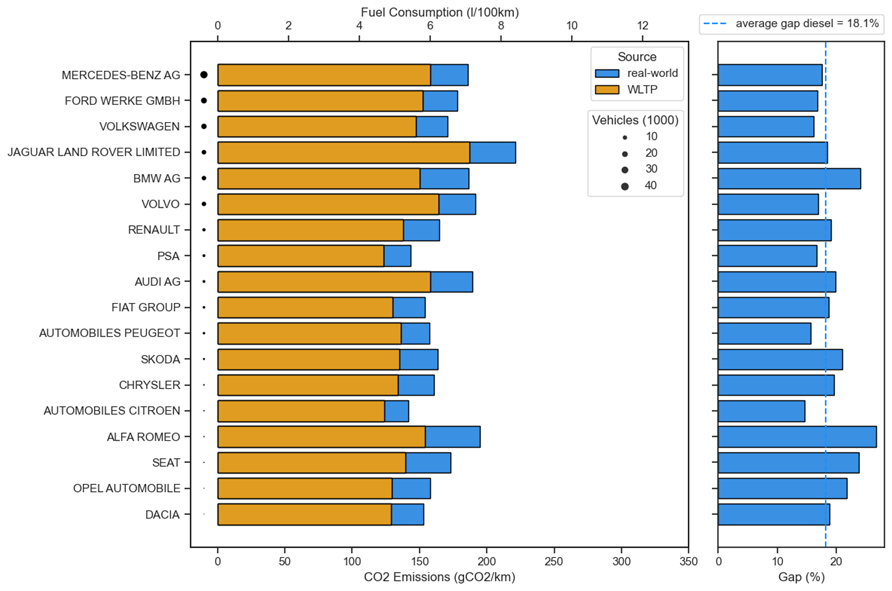 Fuel Consumption (l/100km)
0 2 4 6 8 10 12
average gap diesel = 18.1%
Source
real-world
WLTP
Vehicles (1000)
10
20
30
40
MERCEDES-BENZ AG
FORD WERKE GMBH
VOLKSWAGEN
JAGUAR LAND ROVER LIMITED
BMW AG
VOLVO
RENAULT
PSA
AUDI AG
FIAT GROUP
AUTOMOBILES PEUGEOT
SKODA
CHRYSLER
AUTOMOBILES CITROEN
ALFA ROMEO
SEAT
OPEL AUTOMOBILE
DACIA
0 50 100 150 200 250 300 350
CO2 Emissions (gCO2/km)
0 10 20
Gap (%)